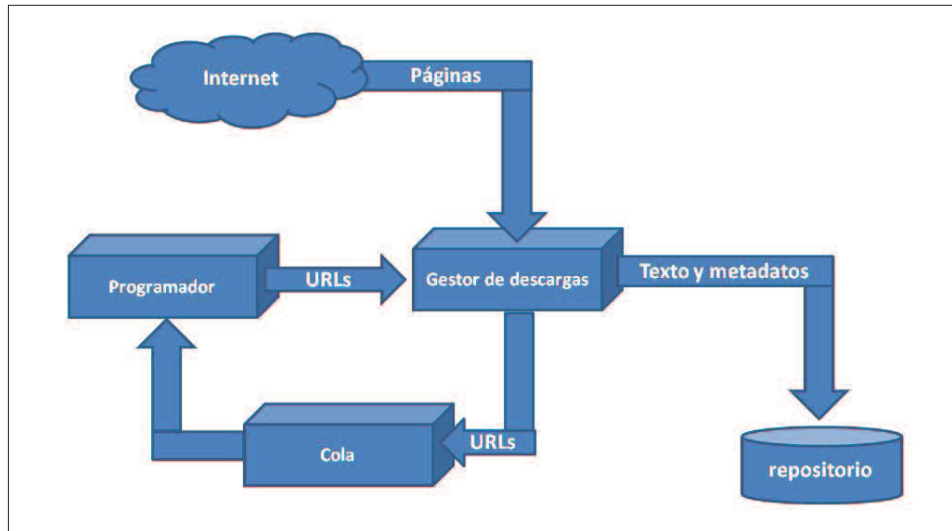 Internet
Páginas
Programador
URLs
Gestor de descargas
Texto y metadatos
Cola
URLs
repositorio